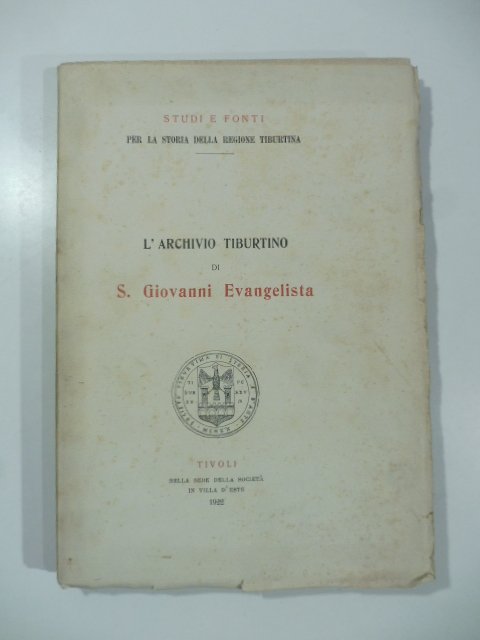 STUDI E FONTI
PER LA STORIA DELLA REGIONE TIBURTINA
L'ARCHIVIO TIBURTINO
DI
S. Giovanni Evangelista
TIVOLI
NELLA SEDE DELLA SOCIETÀ
IN VILLA D'ESTE
1922